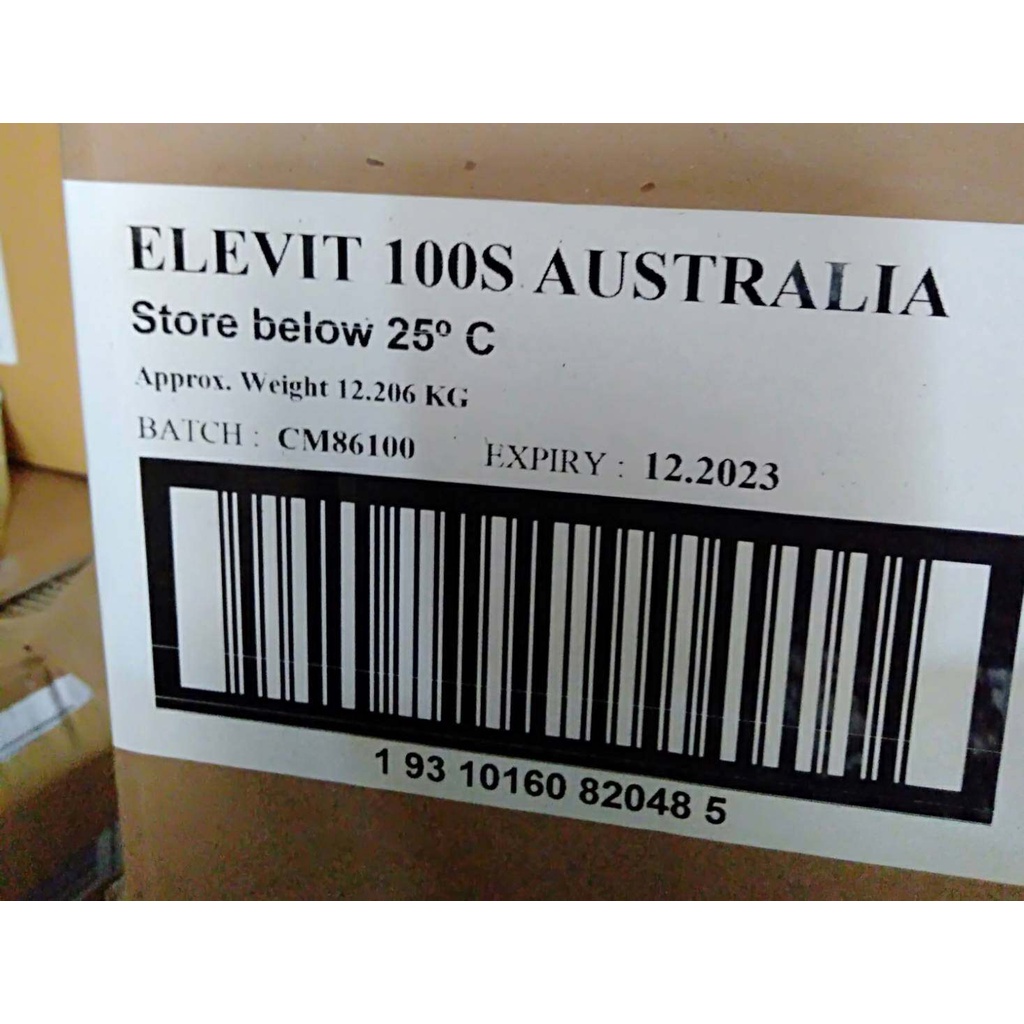 ELEVIT 100S AUSTRALIA
Store below 25º C
Approx. Weight 12.206 KG
BATCH : CM86100 EXPIRY : 12.2023
1 93 10160 82048 5